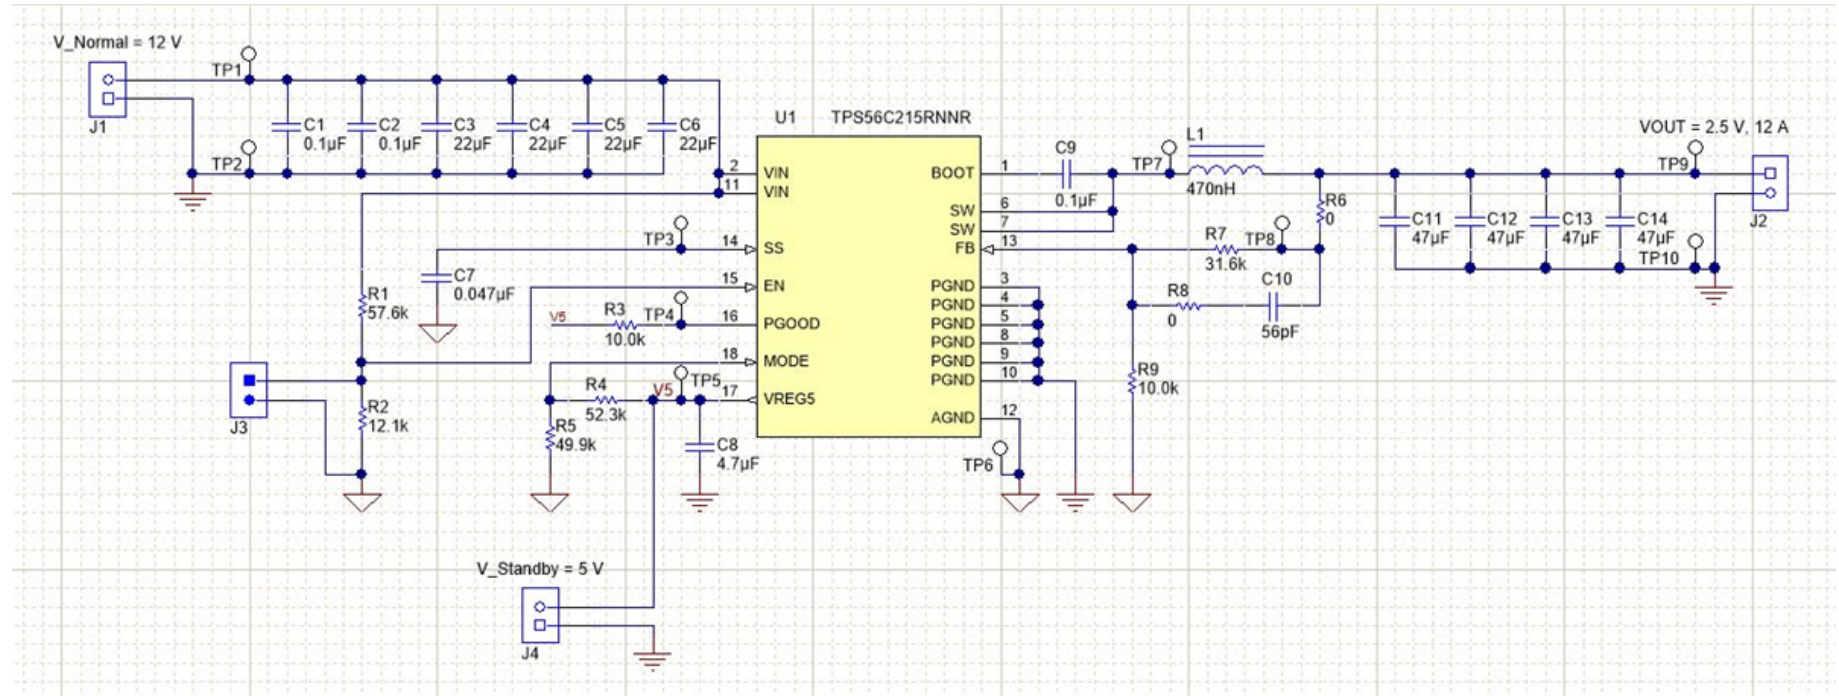 V_Normal = 12 V
J1
TP1
TP2
C1
0.1µF
C2
0.1µF
C3
22µF
C4
22µF
C5
22µF
C6
22µF
U1 TPS56C215RNNR
2 VIN
11 VIN
14 SS
15 EN
16 PGOOD
18 MODE
17 VREG5
BOOT 1
SW 6
SW 7
FB 13
PGND 3
PGND 4
PGND 5
PGND 8
PGND 9
PGND 10
AGND 12
TP3
C7
0.047µF
R1
57.6k
V5
R3
10.0k
TP4
J3
R2
12.1k
R4
52.3k
V5
TP5
R5
49.9k
C8
4.7µF
TP6
C9
0.1µF
TP7
L1
470nH
R6
0
R7
31.6k
TP8
R8
0
C10
56pF
R9
10.0k
C11
47µF
C12
47µF
C13
47µF
C14
47µF
VOUT = 2.5 V, 12 A
TP9
TP10
J2
V_Standby = 5 V
J4